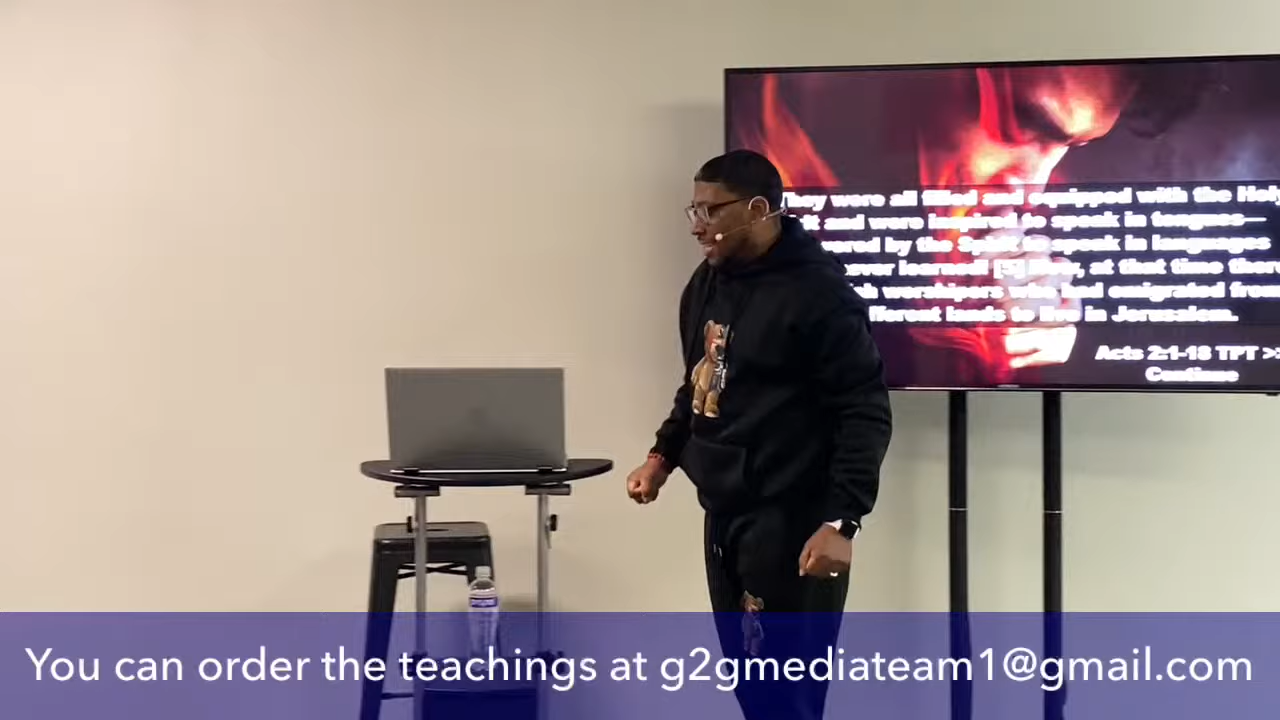 They were all filled and equipped with the Holy
and were inspired to speak in tongues—
by the Spirit to speak in languages
learned! [5] Now, at that time there
worshipers who had emigrated from
lands to live in Jerusalem.
Acts 2:1-18 TPT >>
Continue
You can order the teachings at g2gmediateam1@gmail.com